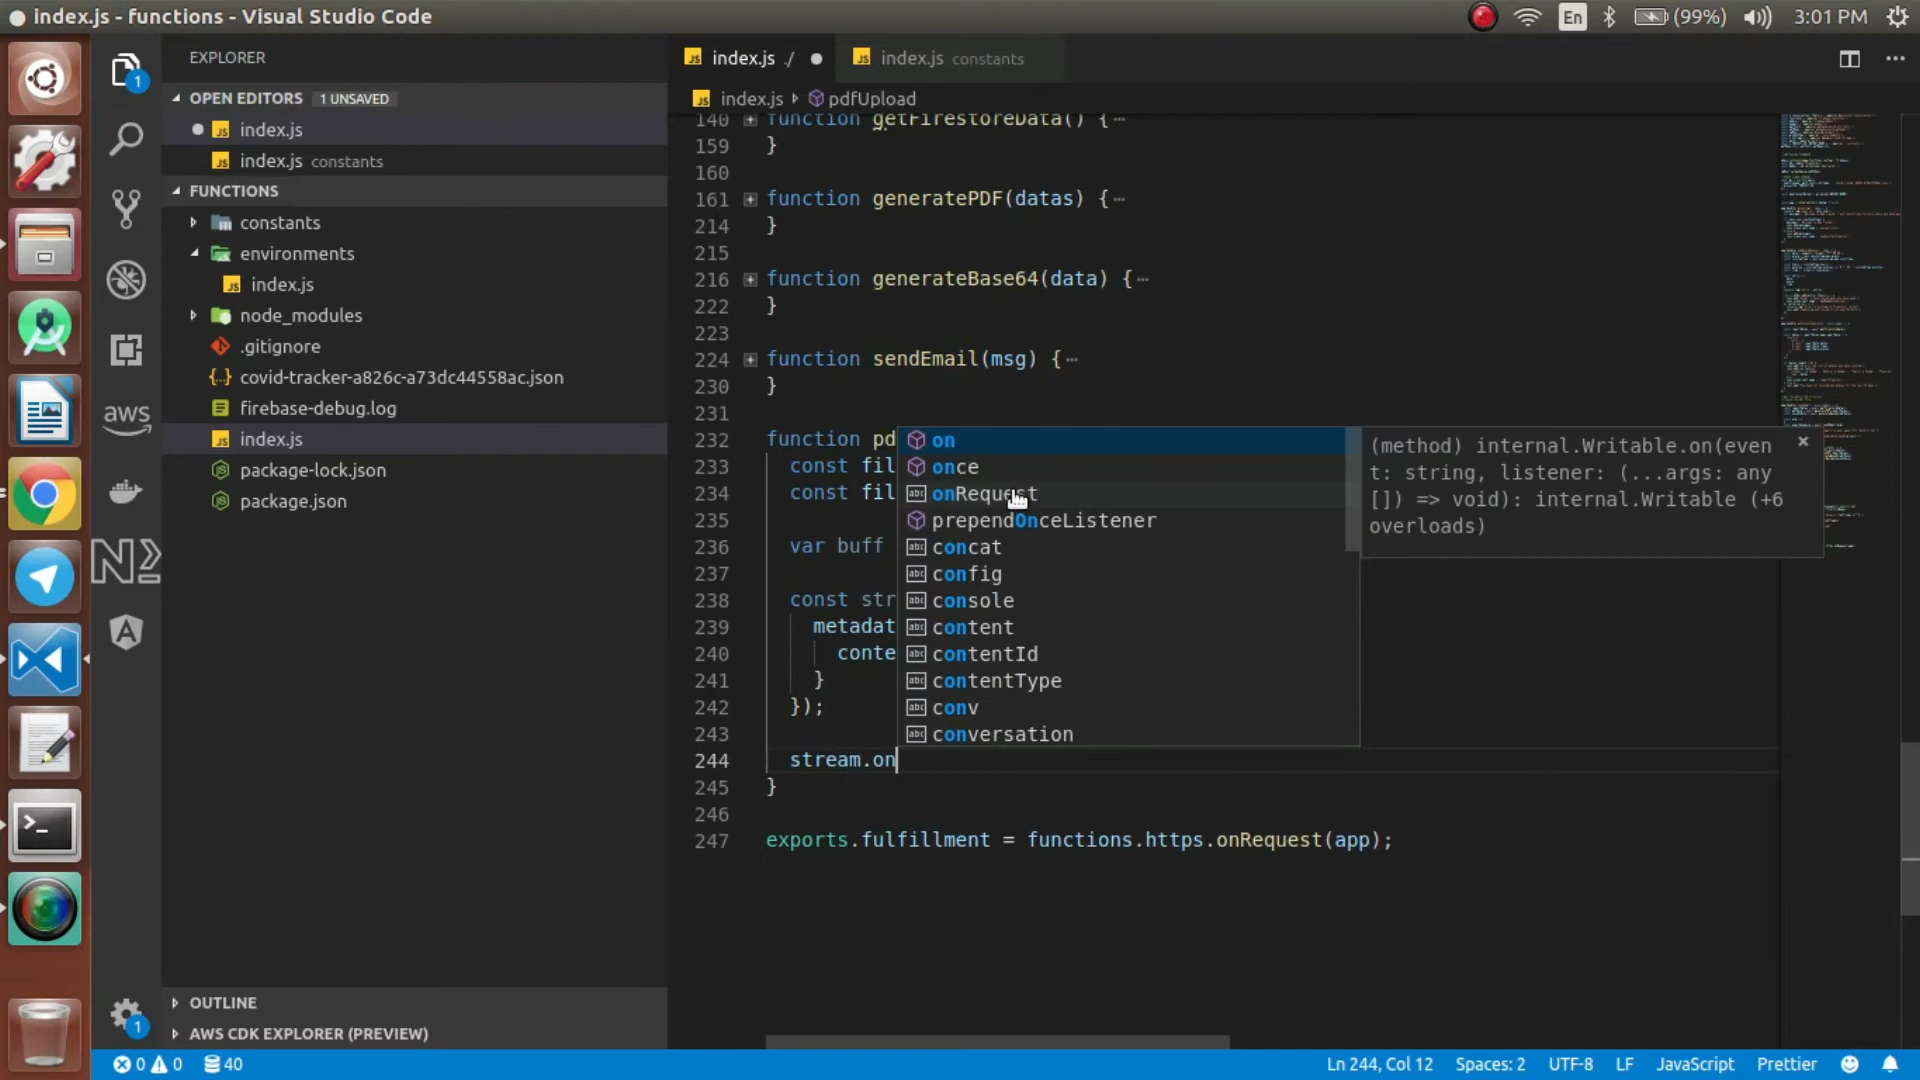 index.js - functions - Visual Studio Code
En
(99%)
3:01 PM
EXPLORER
OPEN EDITORS 1 UNSAVED
index.js
index.js constants
FUNCTIONS
constants
environments
index.js
node_modules
.gitignore
covid-tracker-a826c-a73dc44558ac.json
firebase-debug.log
index.js
package-lock.json
package.json
OUTLINE
AWS CDK EXPLORER (PREVIEW)
1
aws
1
index.js ./
index.js constants
index.js pdfUpload
140 function getFirestoreData() {…
159 }
160
161 function generatePDF(datas) {…
214 }
215
216 function generateBase64(data) {…
222 }
223
224 function sendEmail(msg) {…
230 }
231
232 function pd
233 const fil
234 const fil
235
236 var buff
237
238 const str
239 metadat
240 conte
241 }
242 });
243
244 stream.on
245 }
246
247 exports.fulfillment = functions.https.onRequest(app);
on
once
onRequest
prependOnceListener
concat
config
console
content
contentId
contentType
conv
conversation
(method) internal.Writable.on(even
t: string, listener: (...args: any
[]) => void): internal.Writable (+6
overloads)
0 0 40
Ln 244, Col 12
Spaces: 2
UTF-8
LF
JavaScript
Prettier